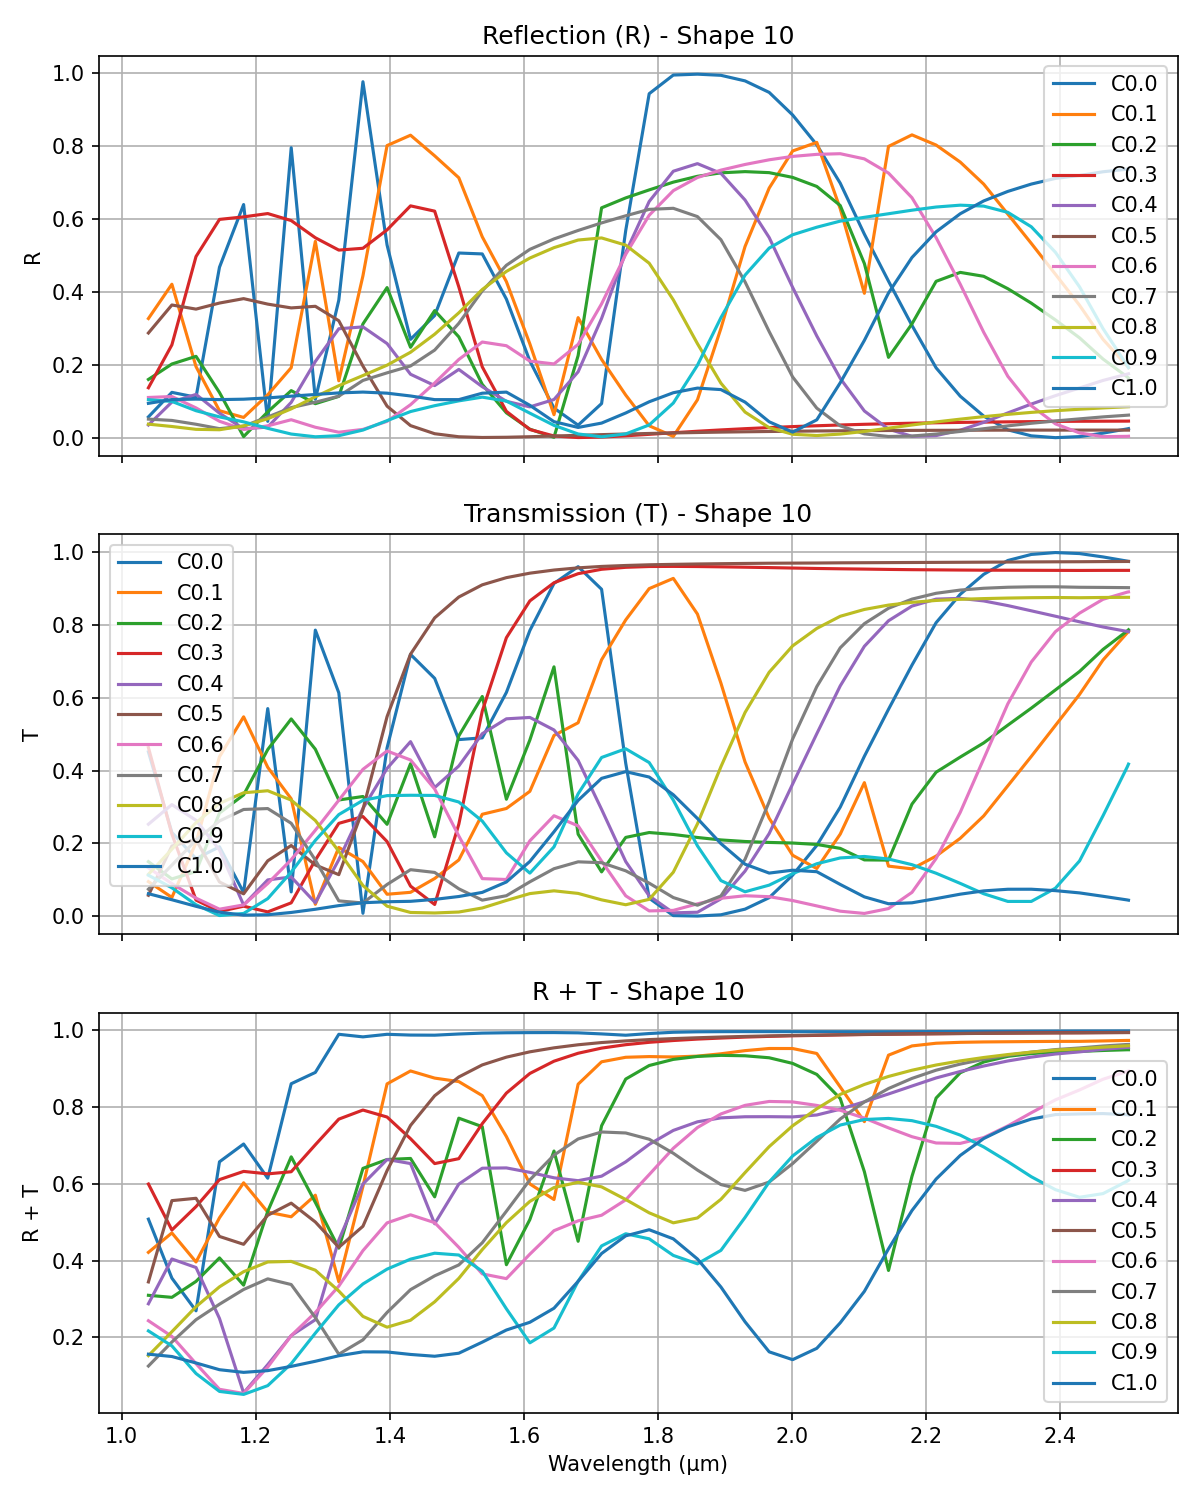 Reflection (R) - Shape 10
1.0
0.8
0.6
0.4
0.2
0.0
R
C0.0
C0.1
C0.2
C0.3
C0.4
C0.5
C0.6
C0.7
C0.8
C0.9
C1.0
Transmission (T) - Shape 10
1.0
0.8
0.6
0.4
0.2
0.0
T
C0.0
C0.1
C0.2
C0.3
C0.4
C0.5
C0.6
C0.7
C0.8
C0.9
C1.0
R + T - Shape 10
1.0
0.8
0.6
0.4
0.2
R + T
C0.0
C0.1
C0.2
C0.3
C0.4
C0.5
C0.6
C0.7
C0.8
C0.9
C1.0
1.0 1.2 1.4 1.6 1.8 2.0 2.2 2.4
Wavelength (μm)